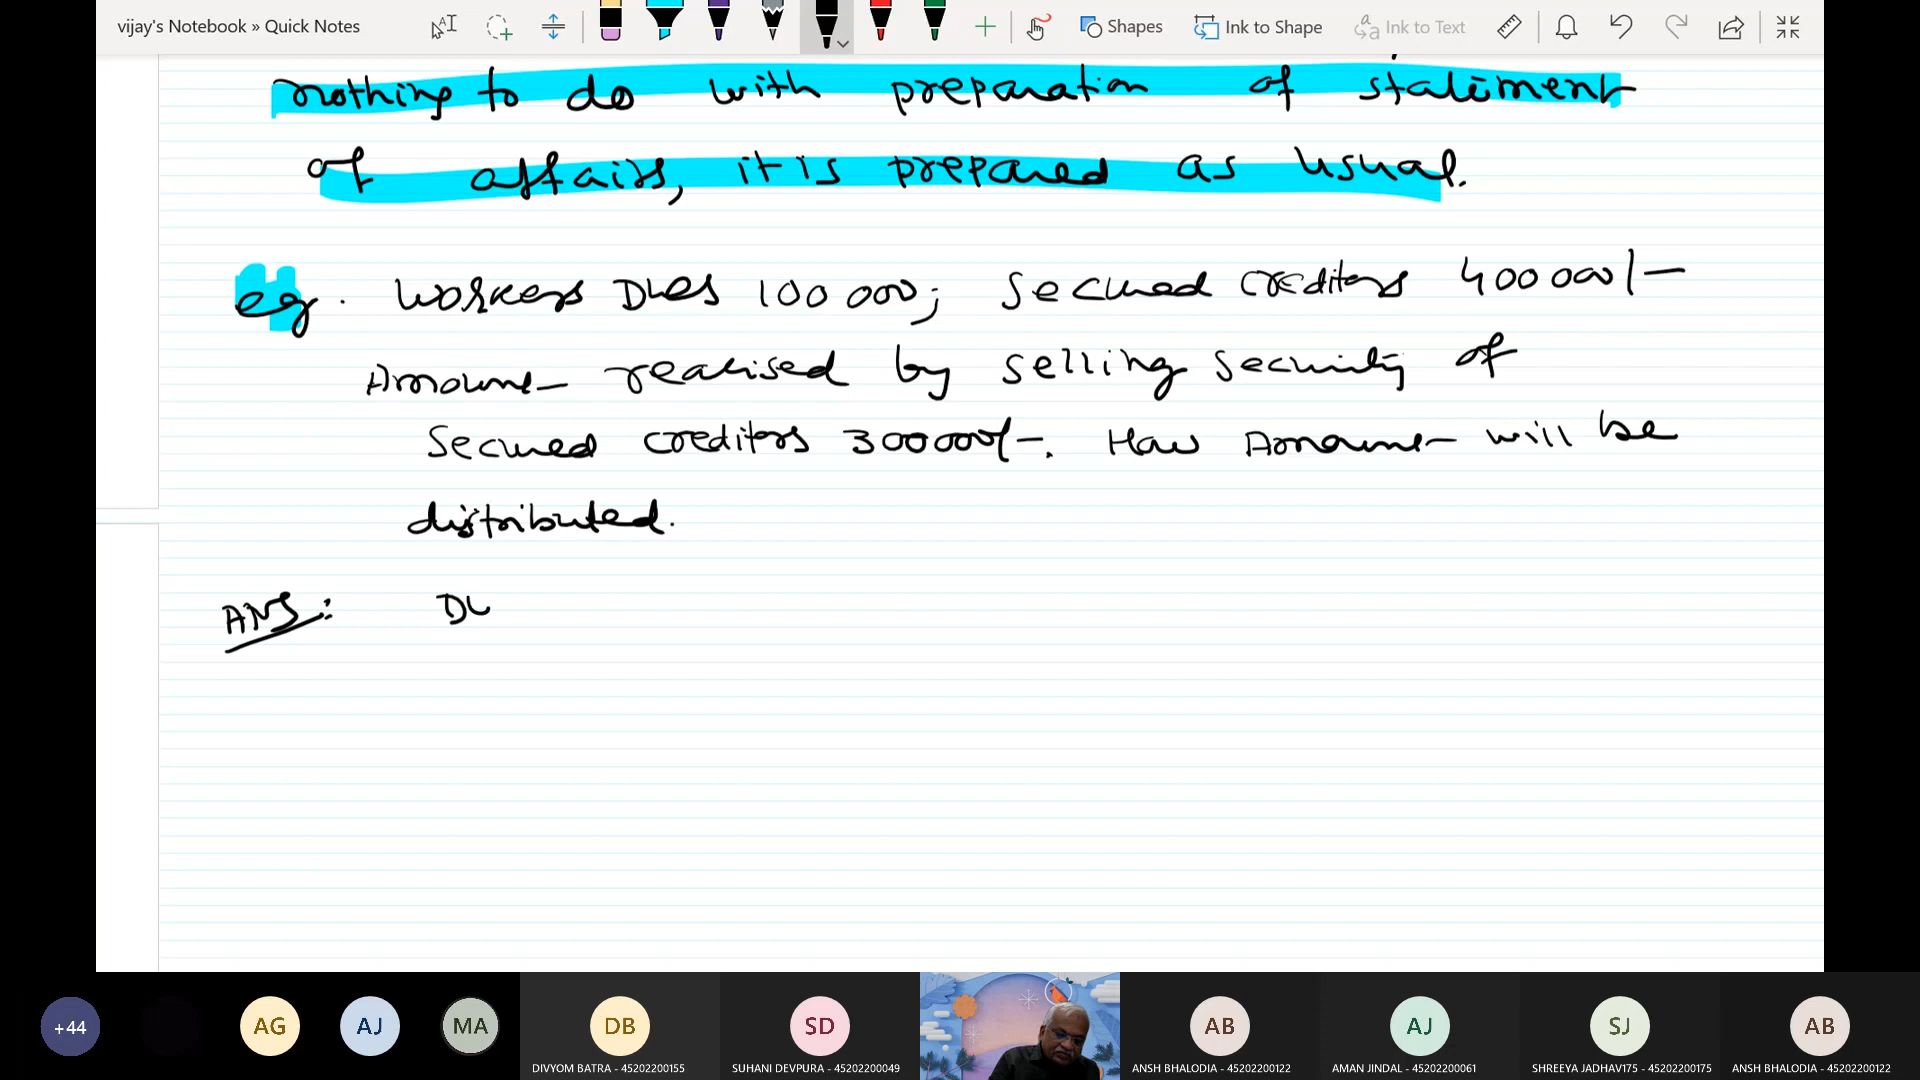 vijay's Notebook » Quick Notes
Shapes
Ink to Shape
Ink to Text
nothing to do with preparation of statement
of affairs, it is prepared as usual.
eg. Workers Dues 100 000; Secured creditors 400 000/-
Amount realised by selling security of
Secured creditors 300000/-. How Amount will be
distributed.
ANS: DU
+44
AG
AJ
MA
DB
DIVYOM BATRA - 45202200155
SD
SUHANI DEVPURA - 45202200049
AB
ANSH BHALODIA - 45202200122
AJ
AMAN JINDAL - 45202200061
SJ
SHREEYA JADHAV175 - 45202200175
AB
ANSH BHALODIA - 45202200122